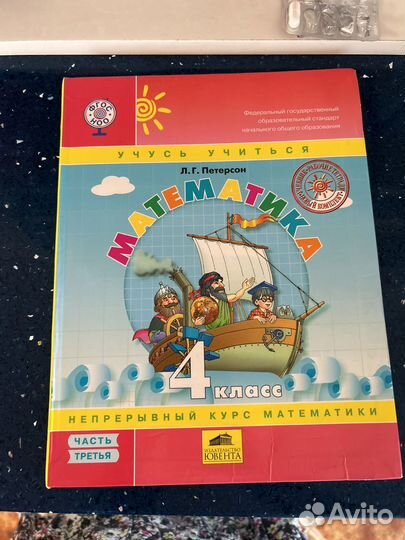 ФГОС
НОО
Федеральный государственный
образовательный стандарт
начального общего образования
УЧУСЬ УЧИТЬСЯ
Л. Г. Петерсон
МАТЕМАТИКА
4 класс
НЕПРЕРЫВНЫЙ КУРС МАТЕМАТИКИ
ЧАСТЬ
ТРЕТЬЯ
ИЗДАТЕЛЬСТВО
ЮВЕНТА
Avito